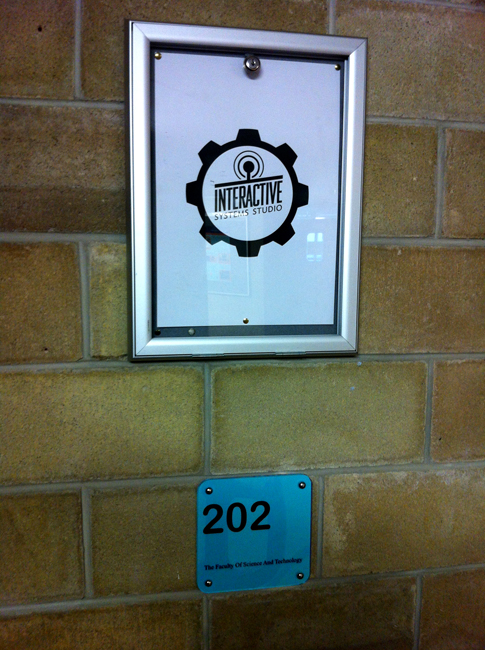 INTERACTIVE
SYSTEMS STUDIO
202
The Faculty Of Science And Technology